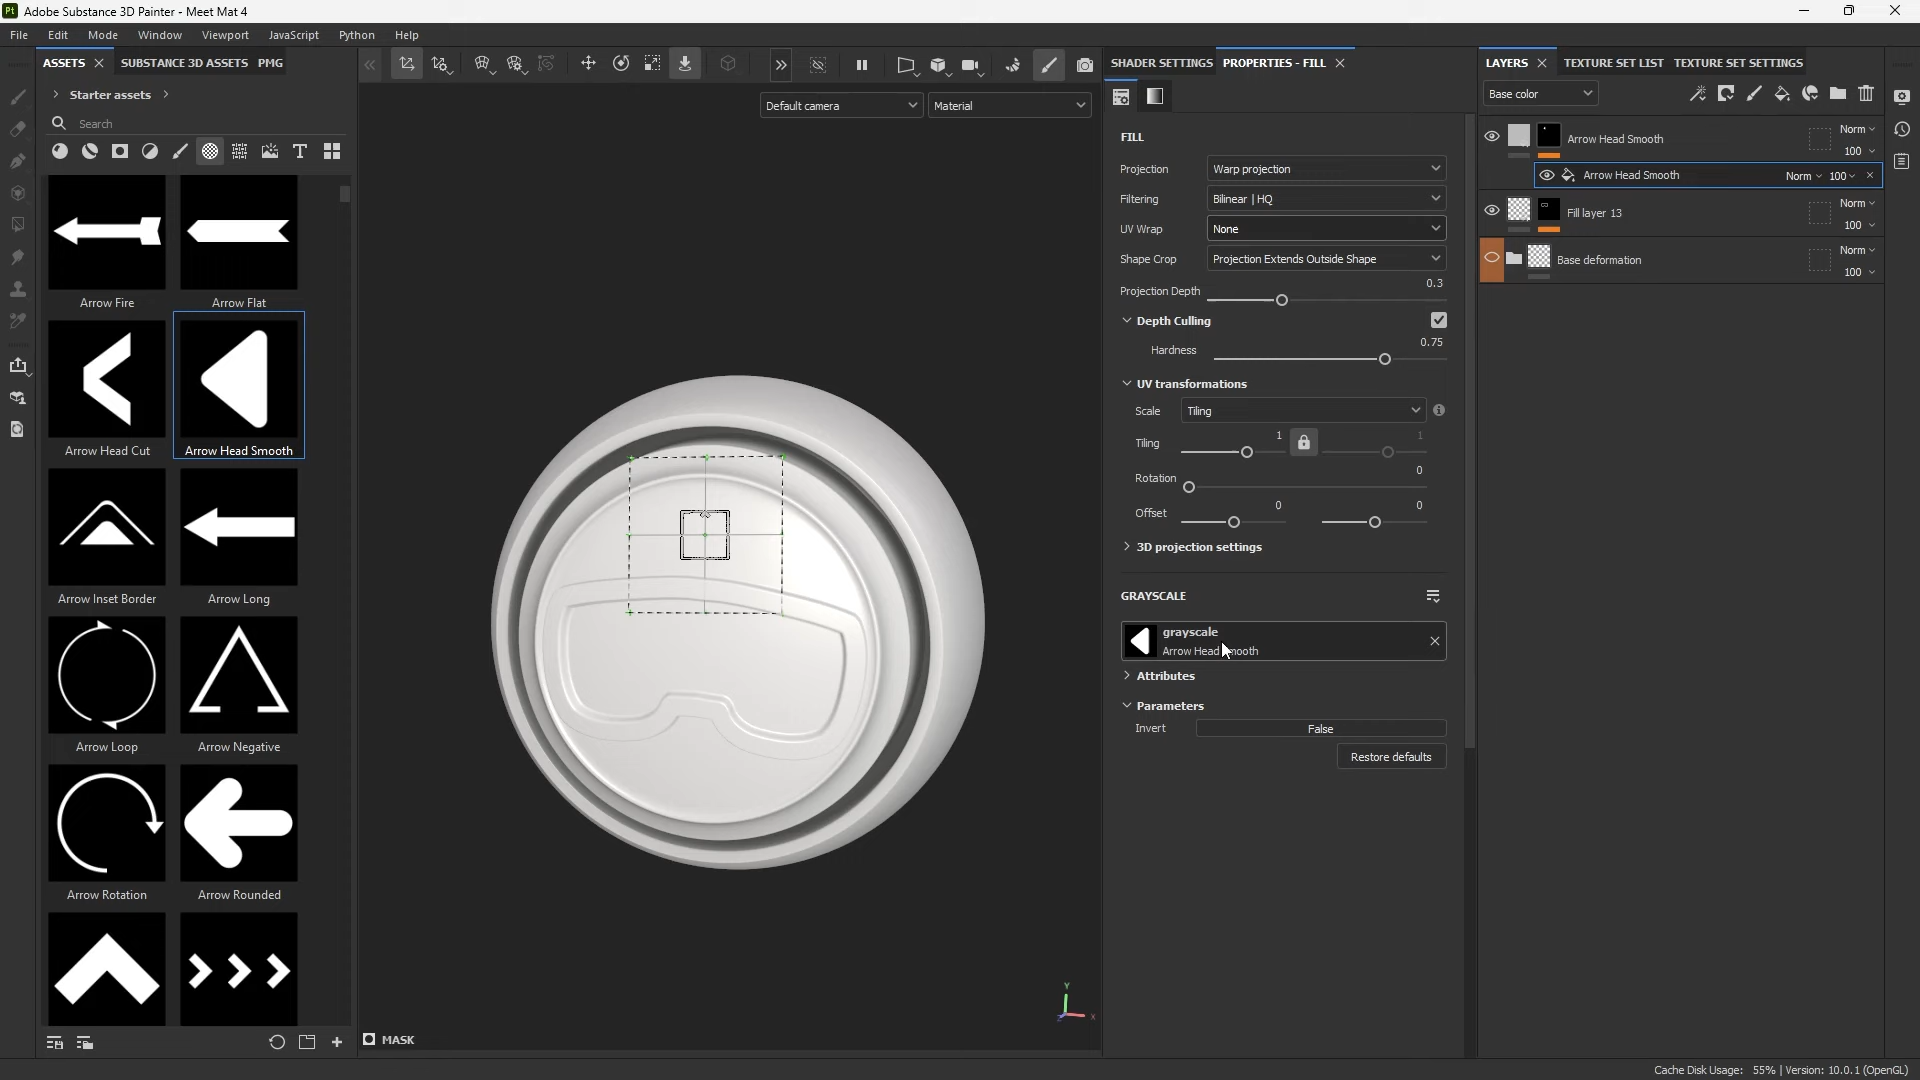 Pt Adobe Substance 3D Painter - Meet Mat 4
File Edit Mode Window Viewport JavaScript Python Help
ASSETS SUBSTANCE 3D ASSETS PMG
Starter assets
Search
Arrow Fire Arrow Flat
Arrow Head Cut Arrow Head Smooth
Arrow Inset Border Arrow Long
Arrow Loop Arrow Negative
Arrow Rotation Arrow Rounded
Default camera Material
Y
X
Z
MASK
SHADER SETTINGS PROPERTIES - FILL
FILL
Projection Warp projection
Filtering Bilinear | HQ
UV Wrap None
Shape Crop Projection Extends Outside Shape
Projection Depth 0.3
Depth Culling
Hardness 0.75
UV transformations
Scale Tiling
Tiling 1 1
Rotation 0
Offset 0 0
3D projection settings
GRAYSCALE
grayscale
Arrow Head Smooth
Attributes
Parameters
Invert False
Restore defaults
LAYERS TEXTURE SET LIST TEXTURE SET SETTINGS
Base color
Arrow Head Smooth Norm
100
Arrow Head Smooth Norm 100
Fill layer 13 Norm
100
Base deformation Norm
100
Cache Disk Usage: 55% | Version: 10.0.1 (OpenGL)